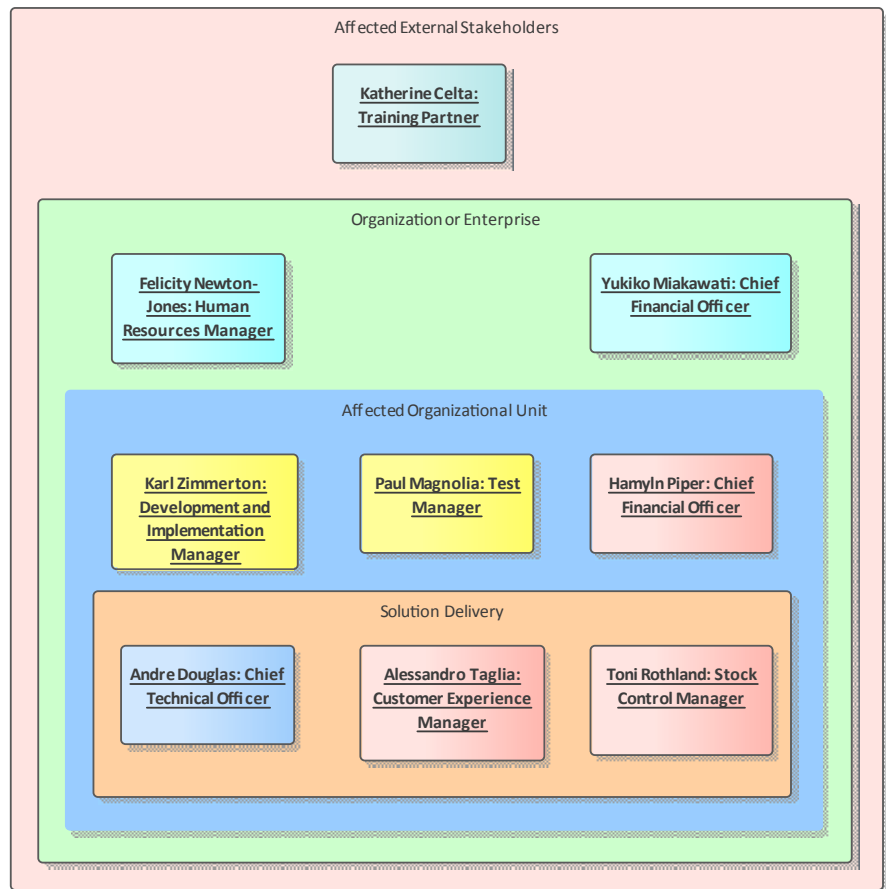 Affected External Stakeholders
Katherine Celta:
Training Partner
Organization or Enterprise
Felicity Newton-
Jones: Human
Resources Manager
Yukiko Miakawati: Chief
Financial Officer
Affected Organizational Unit
Karl Zimmerton:
Development and
Implementation
Manager
Paul Magnolia: Test
Manager
Hamyln Piper: Chief
Financial Officer
Solution Delivery
Andre Douglas: Chief
Technical Officer
Alessandro Taglia:
Customer Experience
Manager
Toni Rothland: Stock
Control Manager